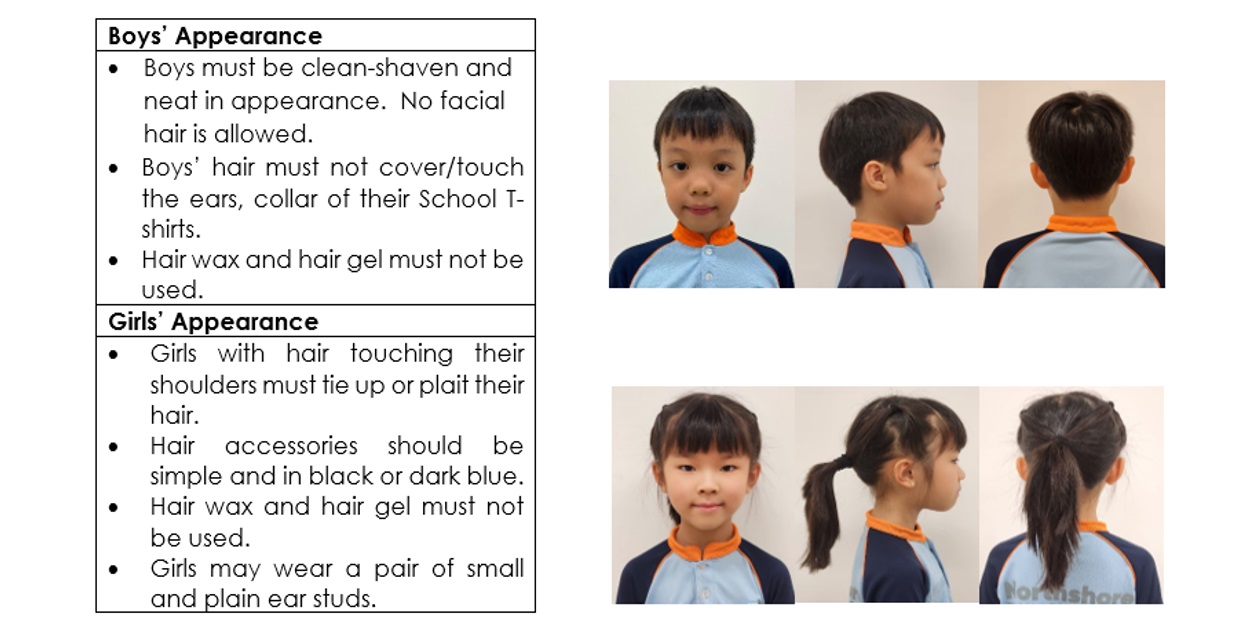 Boys’ Appearance
• Boys must be clean-shaven and
neat in appearance. No facial
hair is allowed.
• Boys’ hair must not cover/touch
the ears, collar of their School T-
shirts.
• Hair wax and hair gel must not be
used.
Girls’ Appearance
• Girls with hair touching their
shoulders must tie up or plait their
hair.
• Hair accessories should be
simple and in black or dark blue.
• Hair wax and hair gel must not
be used.
• Girls may wear a pair of small
and plain ear studs.
Northshore